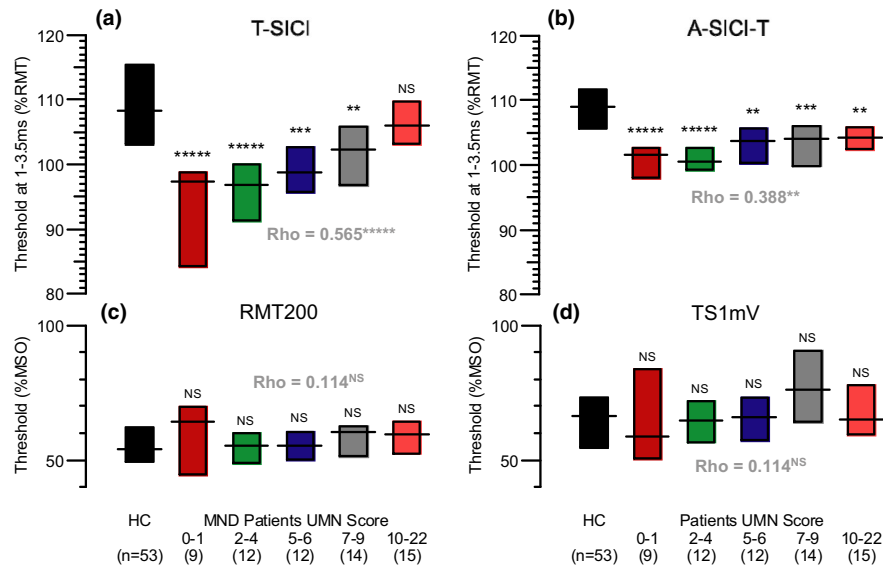 (a) T-SICI
Threshold at 1-3.5ms (%RMT)
120
110
100
90
80
*****
*****
***
**
NS
Rho = 0.565*****
(b) A-SICI-T
Threshold at 1-3.5ms (%RMT)
120
110
100
90
80
*****
*****
**
***
**
Rho = 0.388**
(c) RMT200
Threshold (%MSO)
100
50
NS
NS
NS
NS
NS
Rho = 0.114NS
(d) TS1mV
Threshold (%MSO)
100
50
NS
NS
NS
NS
NS
Rho = 0.114NS
HC MND Patients UMN Score
0-1 2-4 5-6 7-9 10-22
(n=53) (9) (12) (12) (14) (15)
HC Patients UMN Score
0-1 2-4 5-6 7-9 10-22
(n=53) (9) (12) (12) (14) (15)